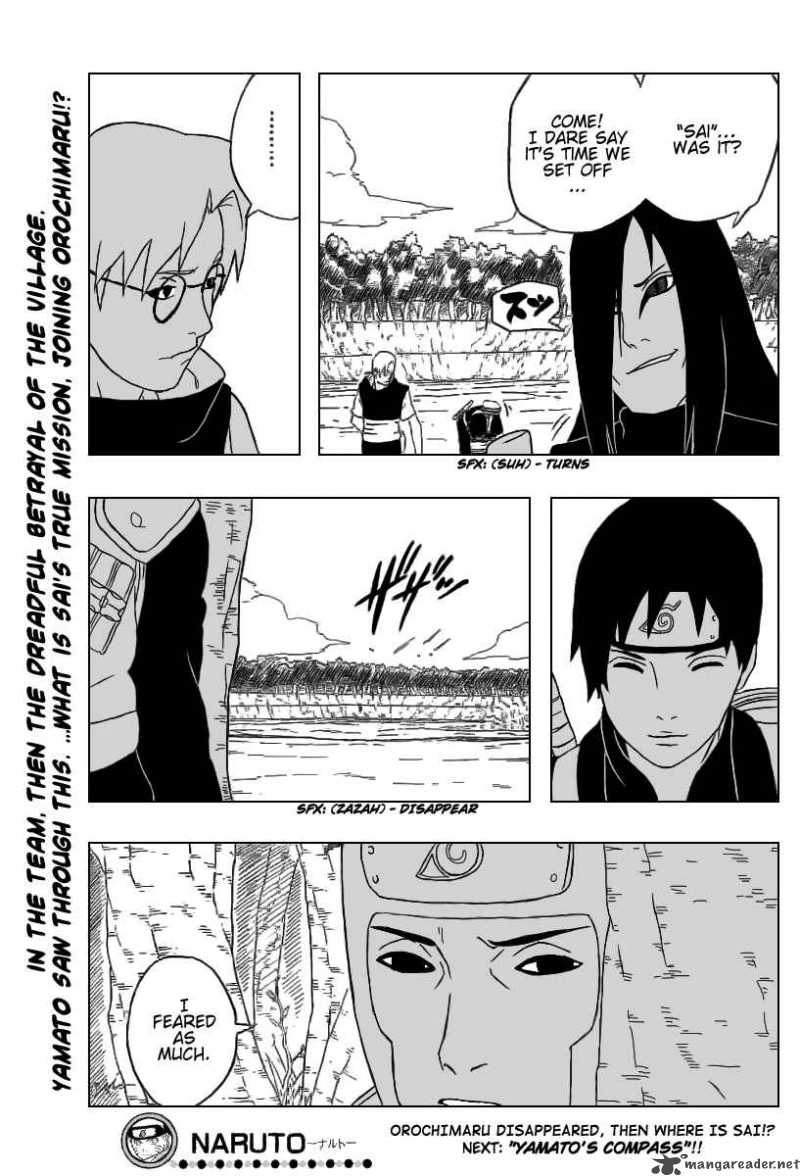 "SAI"...
WAS IT?
COME!
I DARE SAY
IT'S TIME WE
SET OFF
...
スッ
SFX: (SUH) - TURNS
..........
ザザッ...
SFX: (ZAZAH) - DISAPPEAR
I
FEARED
AS
MUCH.
IN THE TEAM, THEN THE DREADFUL BETRAYAL OF THE VILLAGE.
YAMATO SAW THROUGH THIS. ...WHAT IS SAI'S TRUE MISSION, JOINING OROCHIMARU!?
NARUTO ―ナルト―
OROCHIMARU DISAPPEARED, THEN WHERE IS SAI!?
NEXT: "YAMATO'S COMPASS"!!
mangareader.net